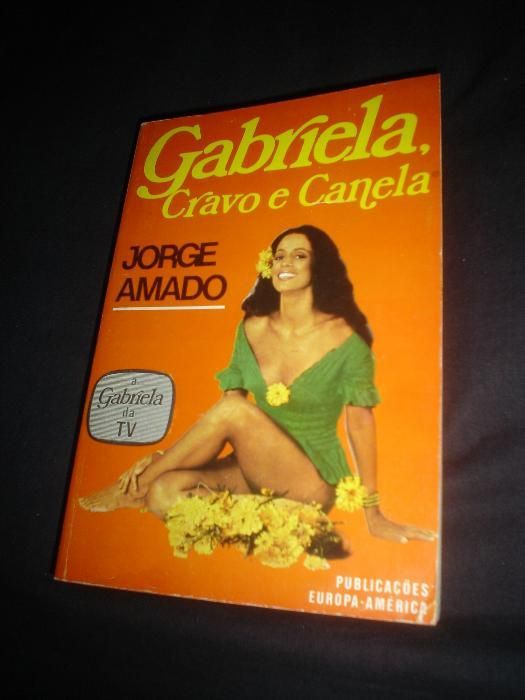 Gabriela,
Cravo e Canela
JORGE
AMADO
a
Gabriela
da
TV
PUBLICAÇÕES
EUROPA-AMÉRICA